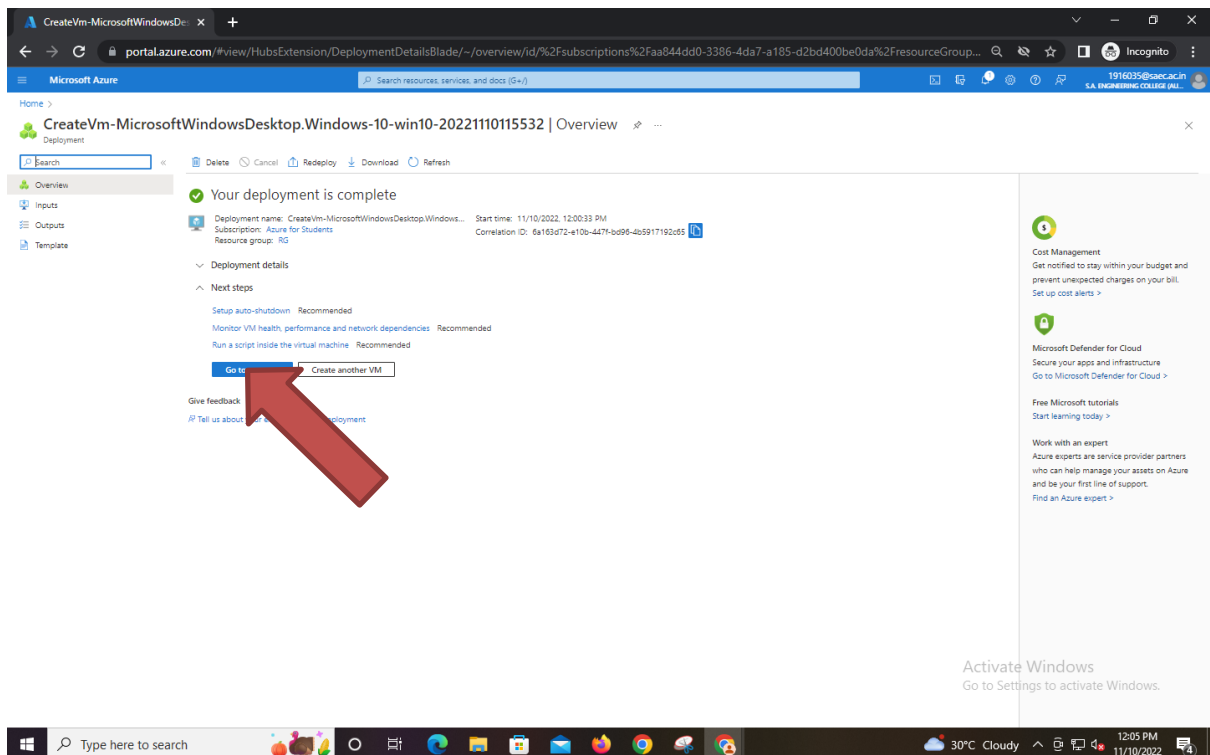 CreateVm-MicrosoftWindowsDes
portal.azure.com/#view/HubsExtension/DeploymentDetailsBlade/~/overview/id/%2Fsubscriptions%2Faa844dd0-3386-4da7-a185-d2bd400be0da%2FresourceGroup...
Incognito
Microsoft Azure
Search resources, services, and docs (G+/)
1916035@saec.ac.in
S.A. ENGINEERING COLLEGE (AU...
Home >
CreateVm-MicrosoftWindowsDesktop.Windows-10-win10-20221110115532 | Overview
Deployment
Search
Delete Cancel Redeploy Download Refresh
Overview
Inputs
Outputs
Template
Your deployment is complete
Deployment name: CreateVm-MicrosoftWindowsDesktop.Windows...
Subscription: Azure for Students
Resource group: RG
Start time: 11/10/2022, 12:00:33 PM
Correlation ID: 6a163d72-e10b-447f-bd96-4b5917192c65
Deployment details
Next steps
Setup auto-shutdown Recommended
Monitor VM health, performance and network dependencies Recommended
Run a script inside the virtual machine Recommended
Go to
Create another VM
Give feedback
Tell us about
Cost Management
Get notified to stay within your budget and
prevent unexpected charges on your bill.
Set up cost alerts >
Microsoft Defender for Cloud
Secure your apps and infrastructure
Go to Microsoft Defender for Cloud >
Free Microsoft tutorials
Start learning today >
Work with an expert
Azure experts are service provider partners
who can help manage your assets on Azure
and be your first line of support.
Find an Azure expert >
Activate Windows
Go to Settings to activate Windows.
Type here to search
30°C Cloudy
12:05 PM
11/10/2022